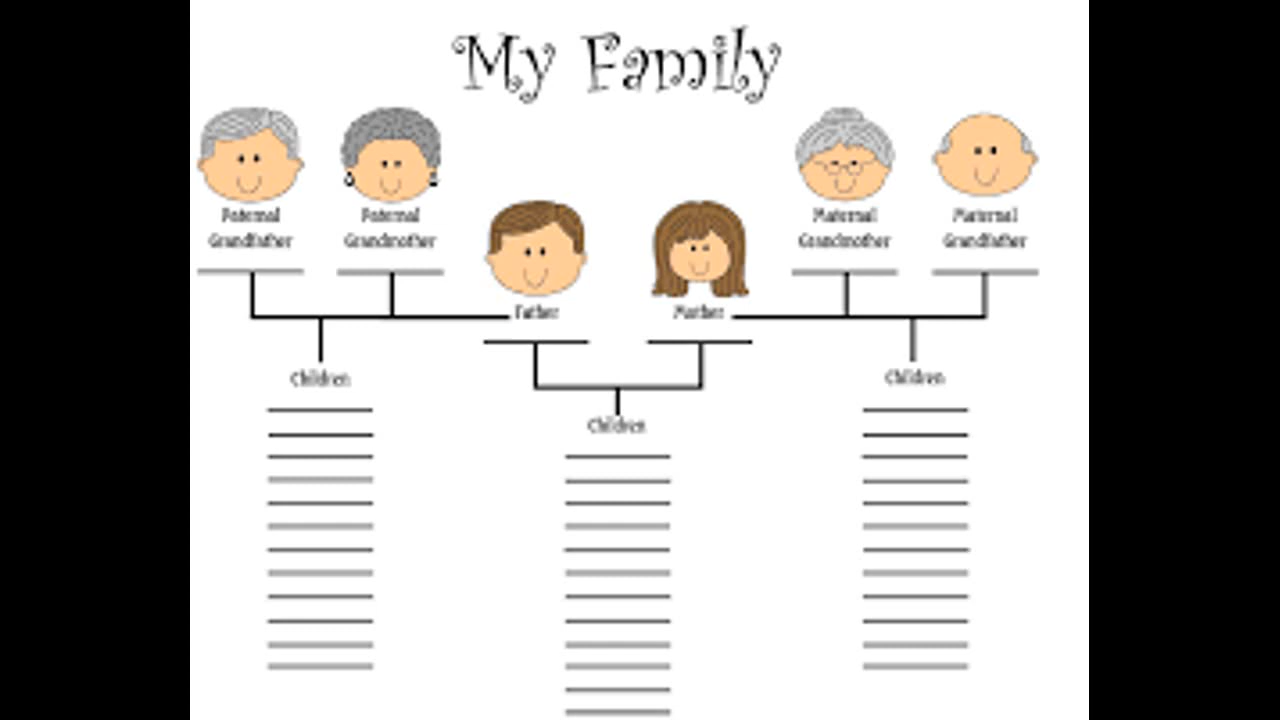 My Family
Paternal
Grandfather
Paternal
Grandmother
Maternal
Grandmother
Maternal
Grandfather
Father
Mother
Children
Children
Children